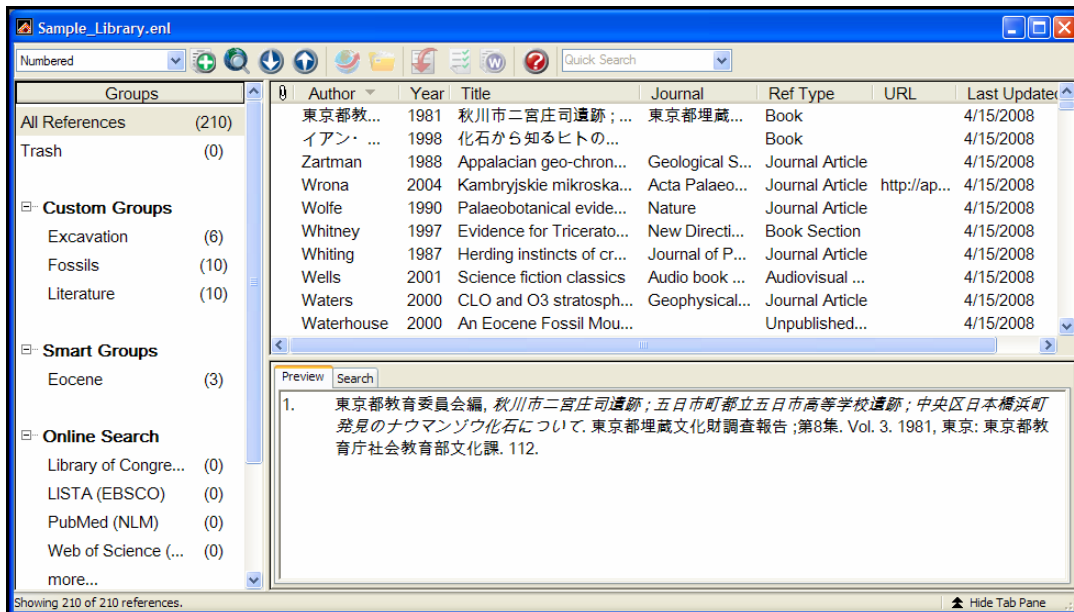 Sample_Library.enl
Numbered
Quick Search
Groups
All References (210)
Trash (0)
Custom Groups
Excavation (6)
Fossils (10)
Literature (10)
Smart Groups
Eocene (3)
Online Search
Library of Congre... (0)
LISTA (EBSCO) (0)
PubMed (NLM) (0)
Web of Science (... (0)
more...
Author Year Title Journal Ref Type URL Last Updated
東京都教... 1981 秋川市二宮庄司遺跡 ; ... 東京都埋蔵... Book 4/15/2008
イアン・ ... 1998 化石から知るヒトの... Book 4/15/2008
Zartman 1988 Appalacian geo-chron... Geological S... Journal Article 4/15/2008
Wrona 2004 Kambryjskie mikroska... Acta Palaeo... Journal Article http://ap... 4/15/2008
Wolfe 1990 Palaeobotanical evide... Nature Journal Article 4/15/2008
Whitney 1997 Evidence for Tricerato... New Directi... Book Section 4/15/2008
Whiting 1987 Herding instincts of cr... Journal of P... Journal Article 4/15/2008
Wells 2001 Science fiction classics Audio book ... Audiovisual ... 4/15/2008
Waters 2000 CLO and O3 stratosph... Geophysical... Journal Article 4/15/2008
Waterhouse 2000 An Eocene Fossil Mou... Unpublished... 4/15/2008
Preview Search
1. 東京都教育委員会編, 秋川市二宮庄司遺跡 ; 五日市町都立五日市高等学校遺跡 ; 中央区日本橋浜町
発見のナウマンゾウ化石について. 東京都埋蔵文化財調査報告 ;第8集. Vol. 3. 1981, 東京: 東京都教
育庁社会教育部文化課. 112.
Showing 210 of 210 references.
Hide Tab Pane